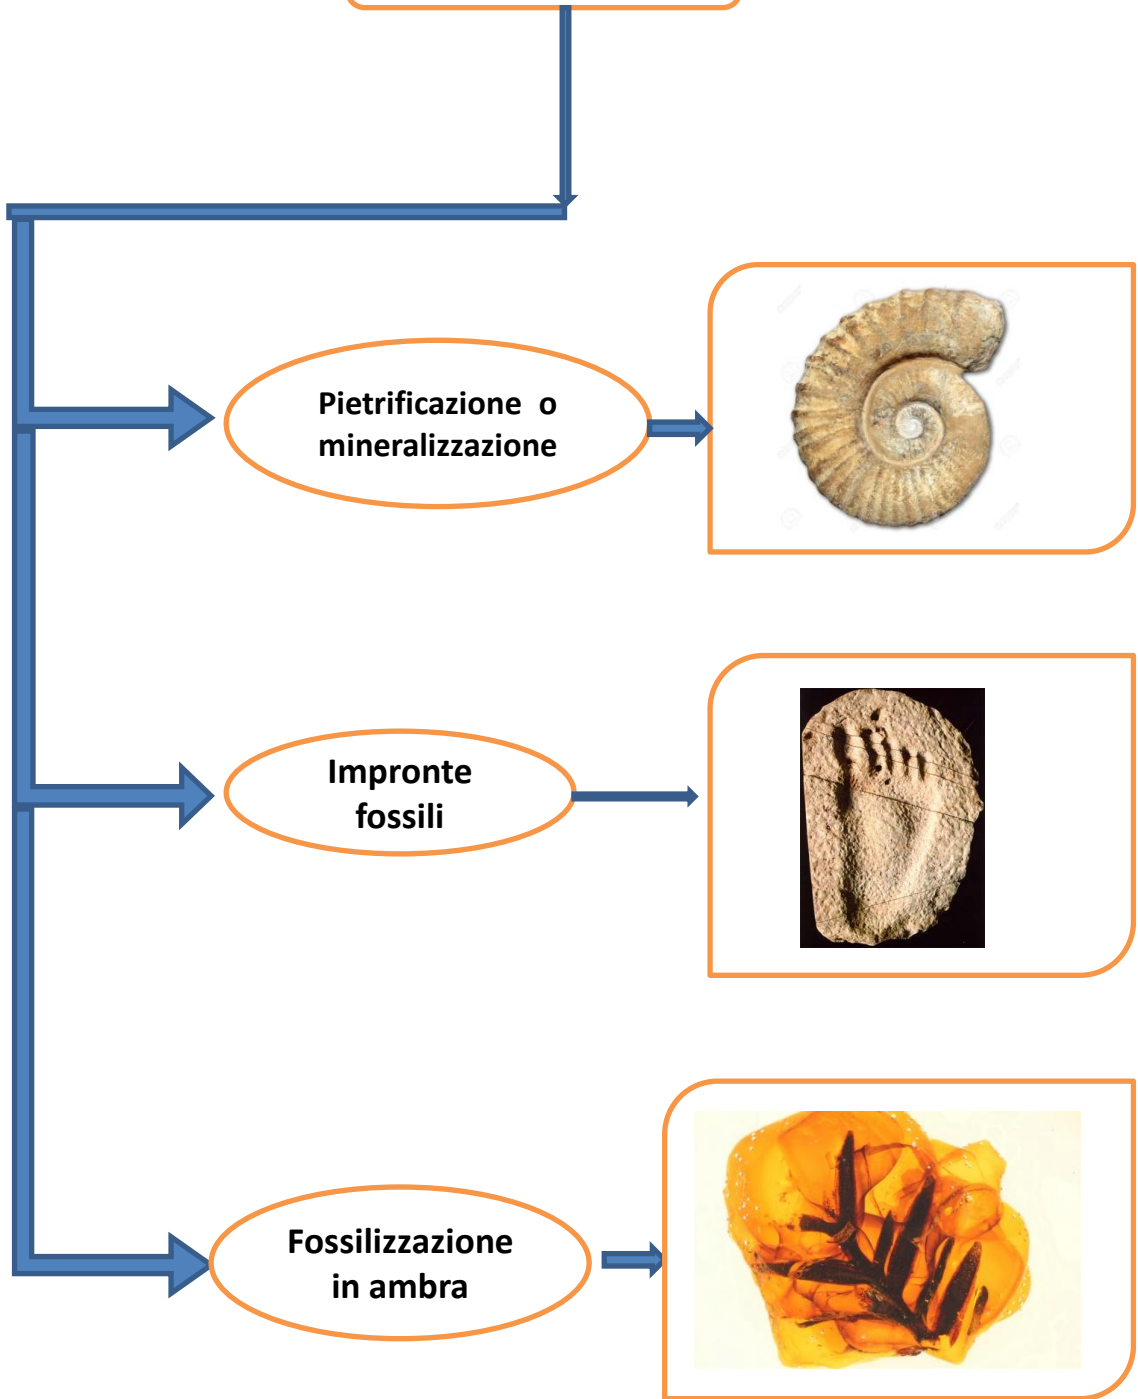 Pietrificazione o
mineralizzazione
Impronte
fossili
Fossilizzazione
in ambra